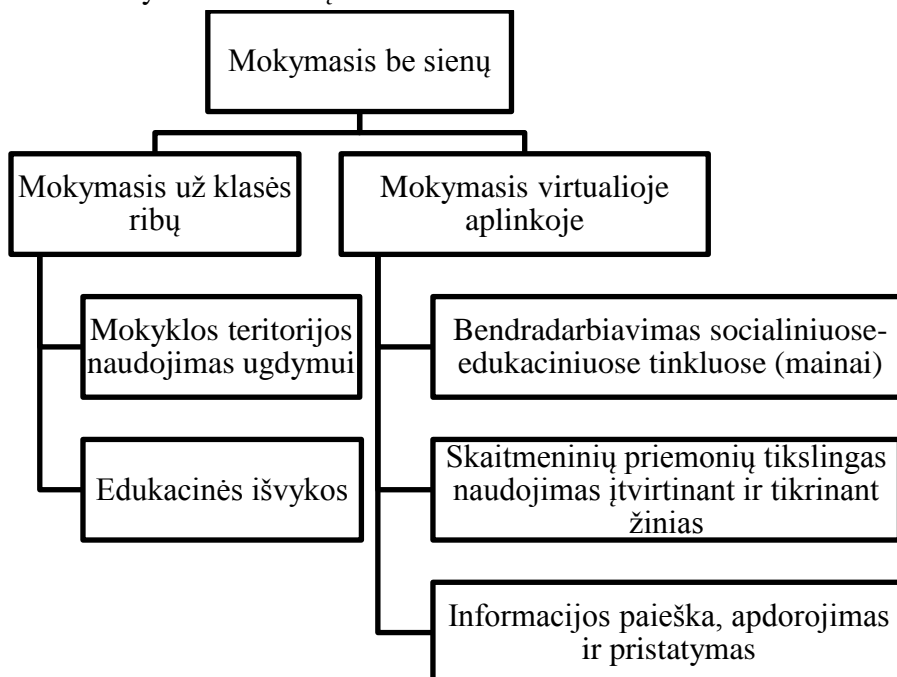 Mokymasis be sienų
Mokymasis už klasės
ribų
Mokymasis virtualioje
aplinkoje
Mokyklos teritorijos
naudojimas ugdymui
Edukacinės išvykos
Bendradarbiavimas socialiniuose-
edukaciniuose tinkluose (mainai)
Skaitmeninių priemonių tikslingas
naudojimas įtvirtinant ir tikrinant
žinias
Informacijos paieška, apdorojimas
ir pristatymas